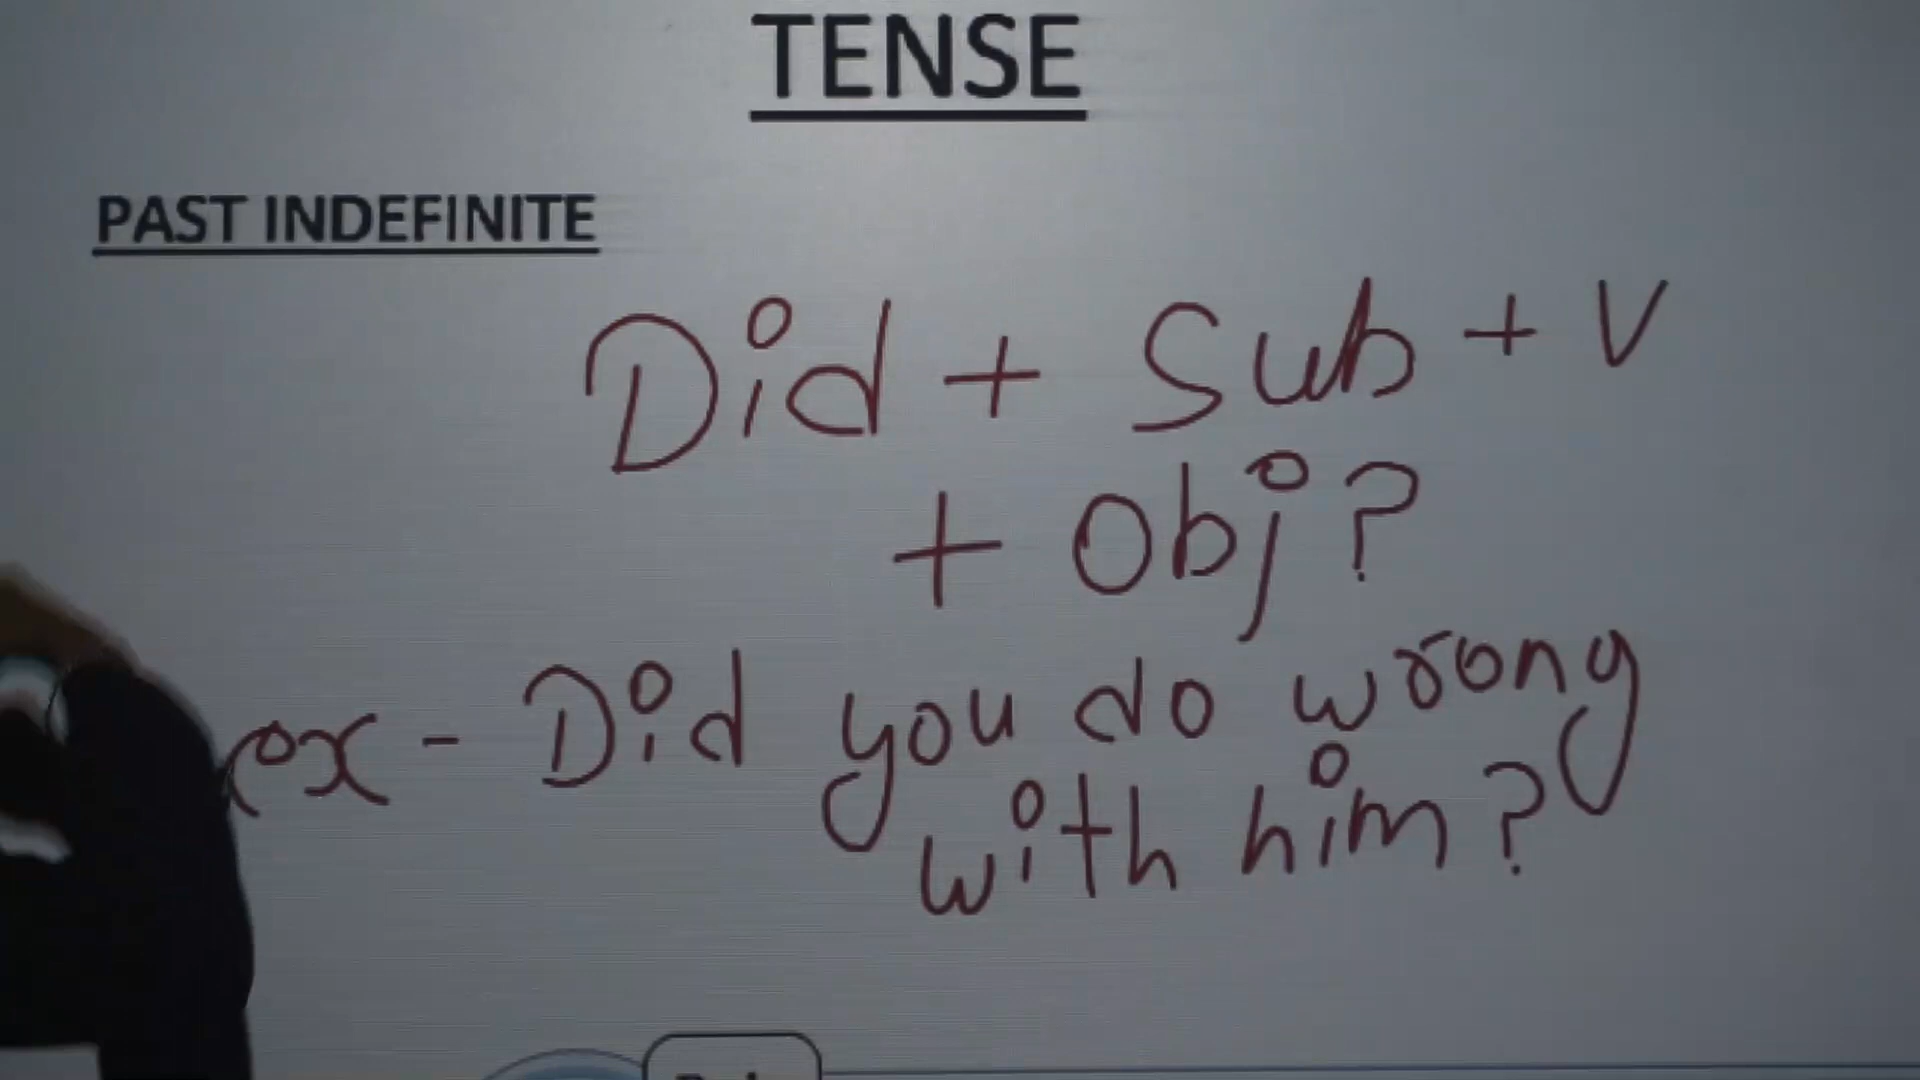 TENSE
PAST INDEFINITE
Did + Sub + V
+ Obj?
ex - Did you do wrong
with him?